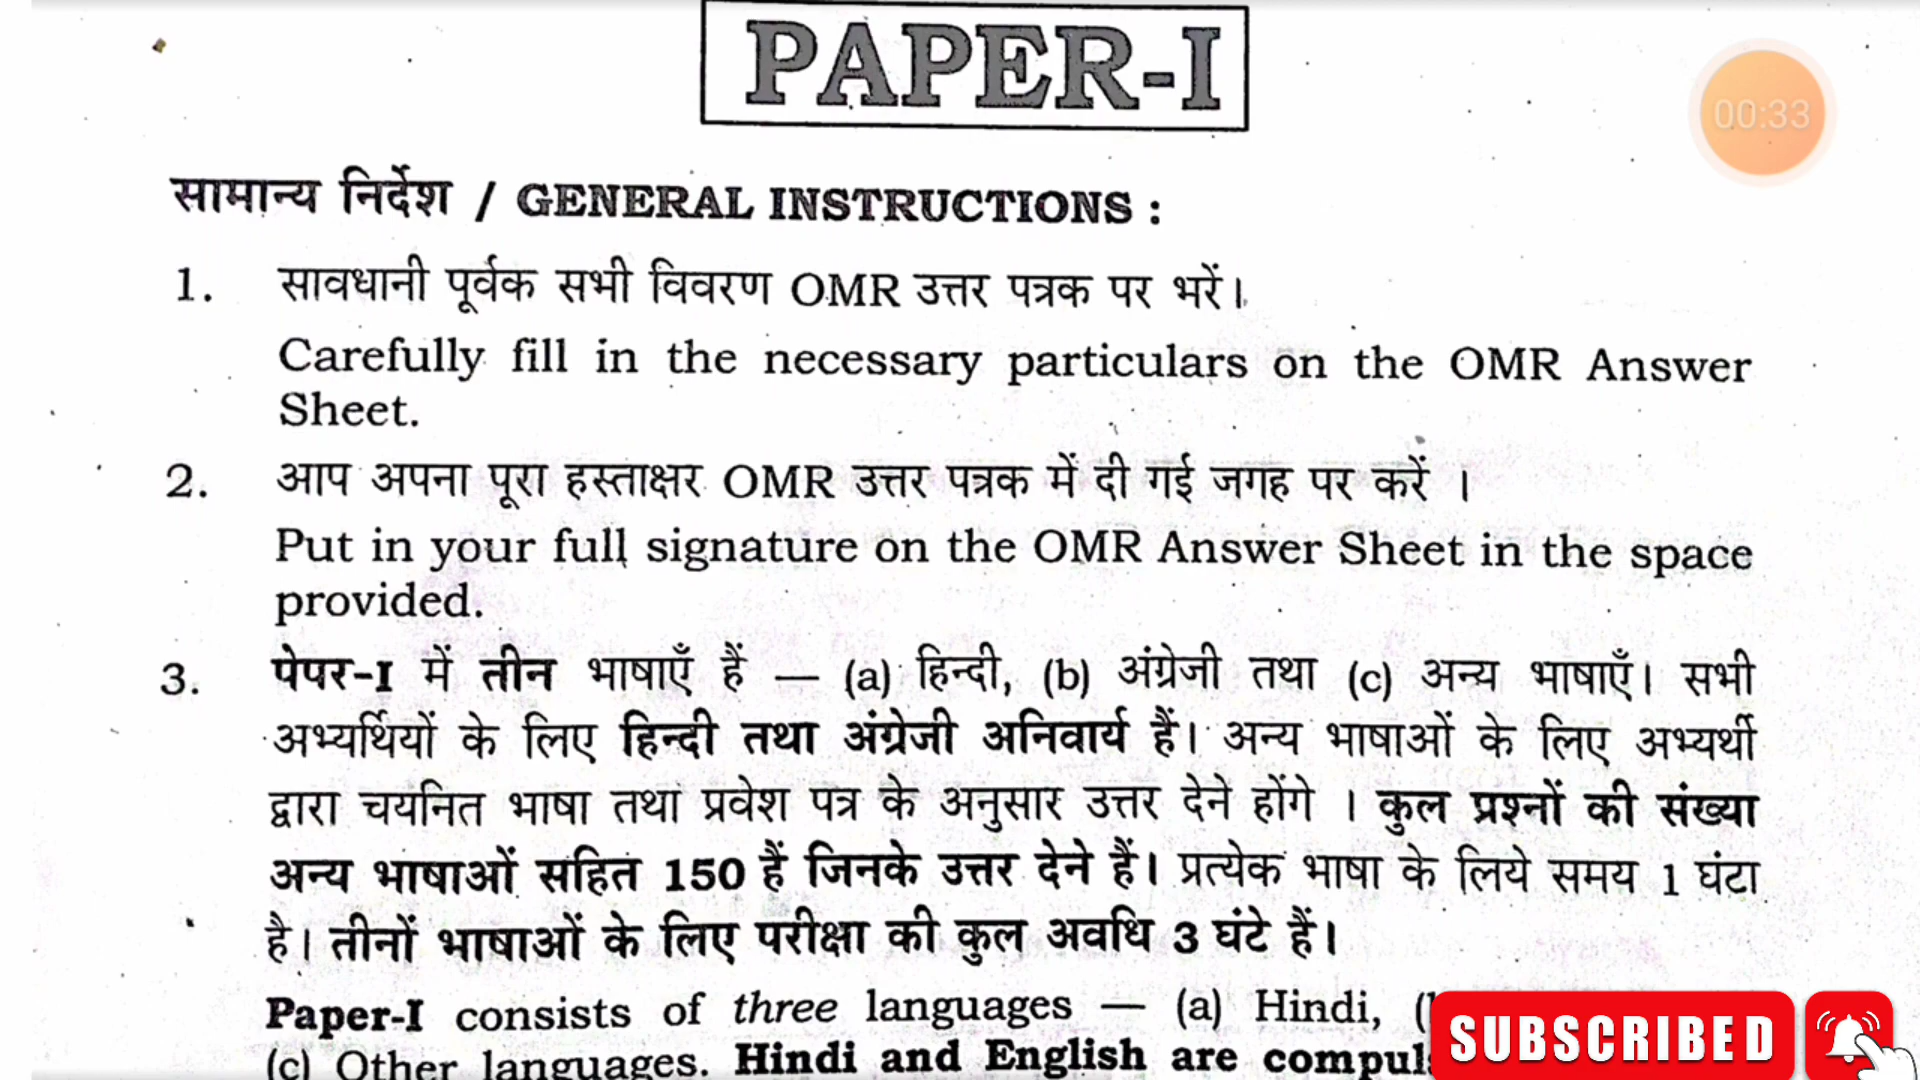 PAPER-I
00:33
सामान्य निर्देश / GENERAL INSTRUCTIONS :
1. सावधानी पूर्वक सभी विवरण OMR उत्तर पत्रक पर भरें।
Carefully fill in the necessary particulars on the OMR Answer
Sheet.
2. आप अपना पूरा हस्ताक्षर OMR उत्तर पत्रक में दी गई जगह पर करें ।
Put in your full signature on the OMR Answer Sheet in the space
provided.
3. पेपर-I में तीन भाषाएँ हैं — (a) हिन्दी, (b) अंग्रेजी तथा (c) अन्य भाषाएँ। सभी
अभ्यर्थियों के लिए हिन्दी तथा अंग्रेजी अनिवार्य हैं। अन्य भाषाओं के लिए अभ्यर्थी
द्वारा चयनित भाषा तथा प्रवेश पत्र के अनुसार उत्तर देने होंगे । कुल प्रश्नों की संख्या
अन्य भाषाओं सहित 150 हैं जिनके उत्तर देने हैं। प्रत्येक भाषा के लिये समय 1 घंटा
है। तीनों भाषाओं के लिए परीक्षा की कुल अवधि 3 घंटे हैं।
Paper-I consists of three languages — (a) Hindi,
(c) Other languages. Hindi and English are
SUBSCRIBED